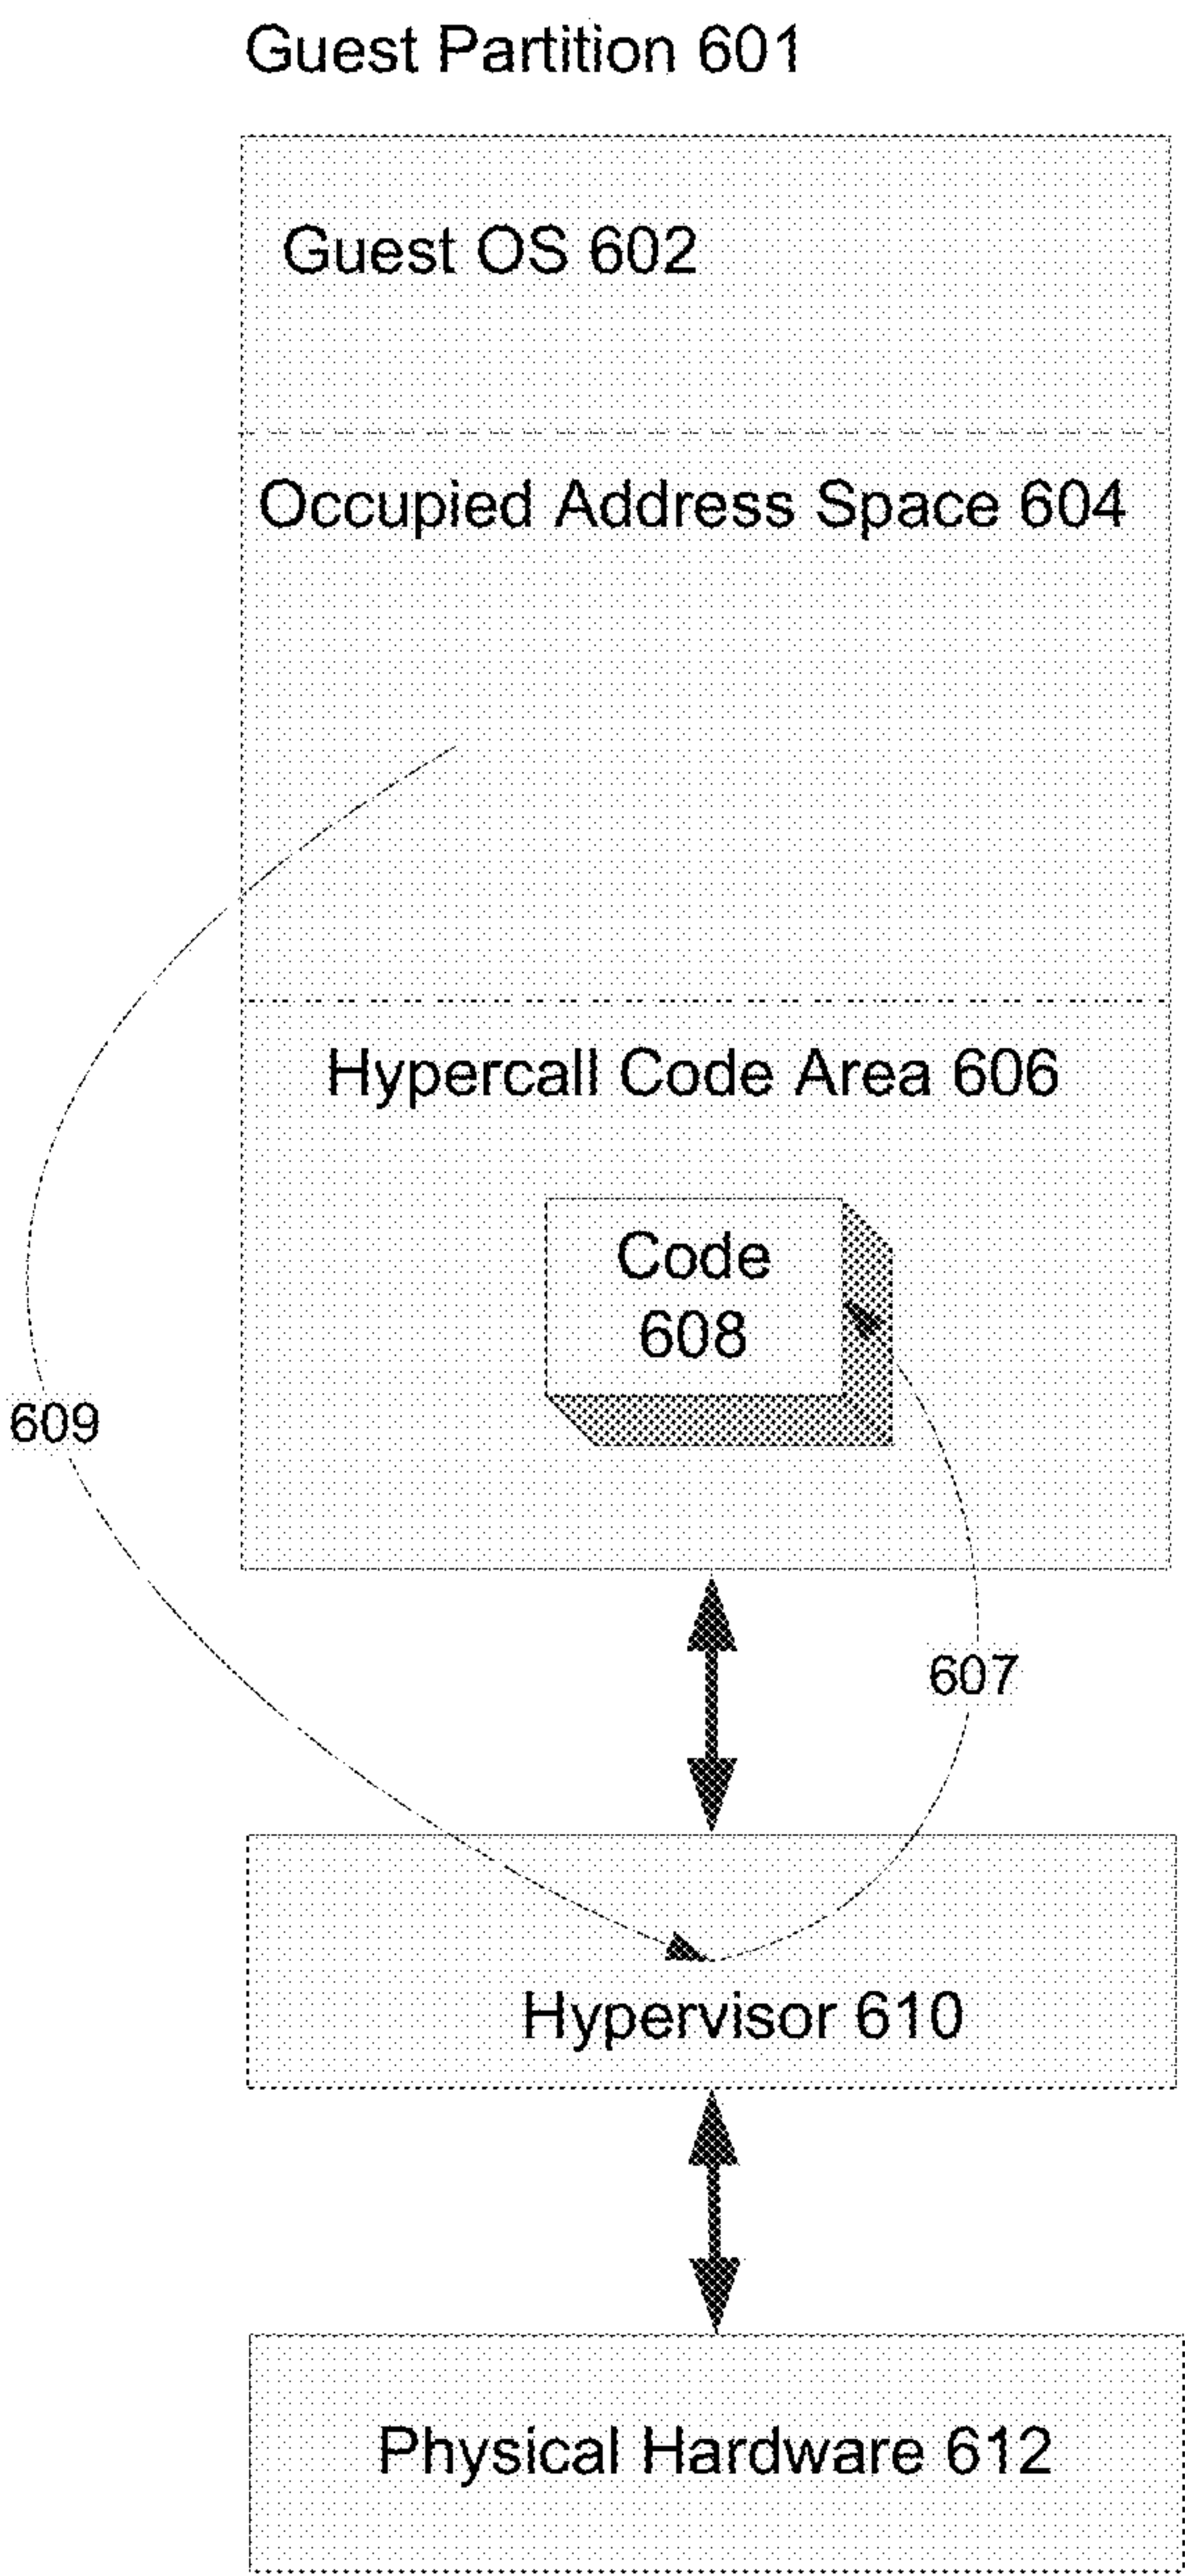 Guest Partition 601
Guest OS 602
Occupied Address Space 604
Hypercall Code Area 606
Code
608
609
607
Hypervisor 610
Physical Hardware 612